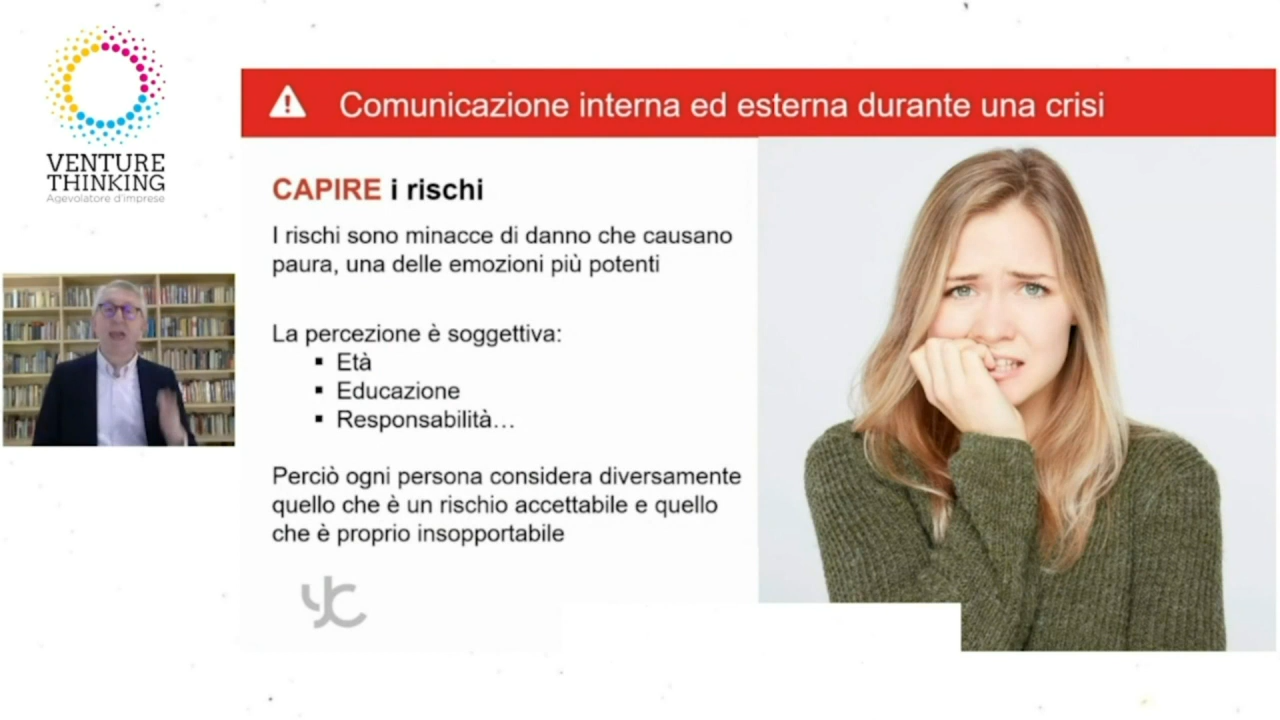 VENTURE
THINKING
Agevolatore d'imprese
Comunicazione interna ed esterna durante una crisi
CAPIRE i rischi
I rischi sono minacce di danno che causano
paura, una delle emozioni più potenti
La percezione è soggettiva:
▪ Età
▪ Educazione
▪ Responsabilità...
Perciò ogni persona considera diversamente
quello che è un rischio accettabile e quello
che è proprio insopportabile